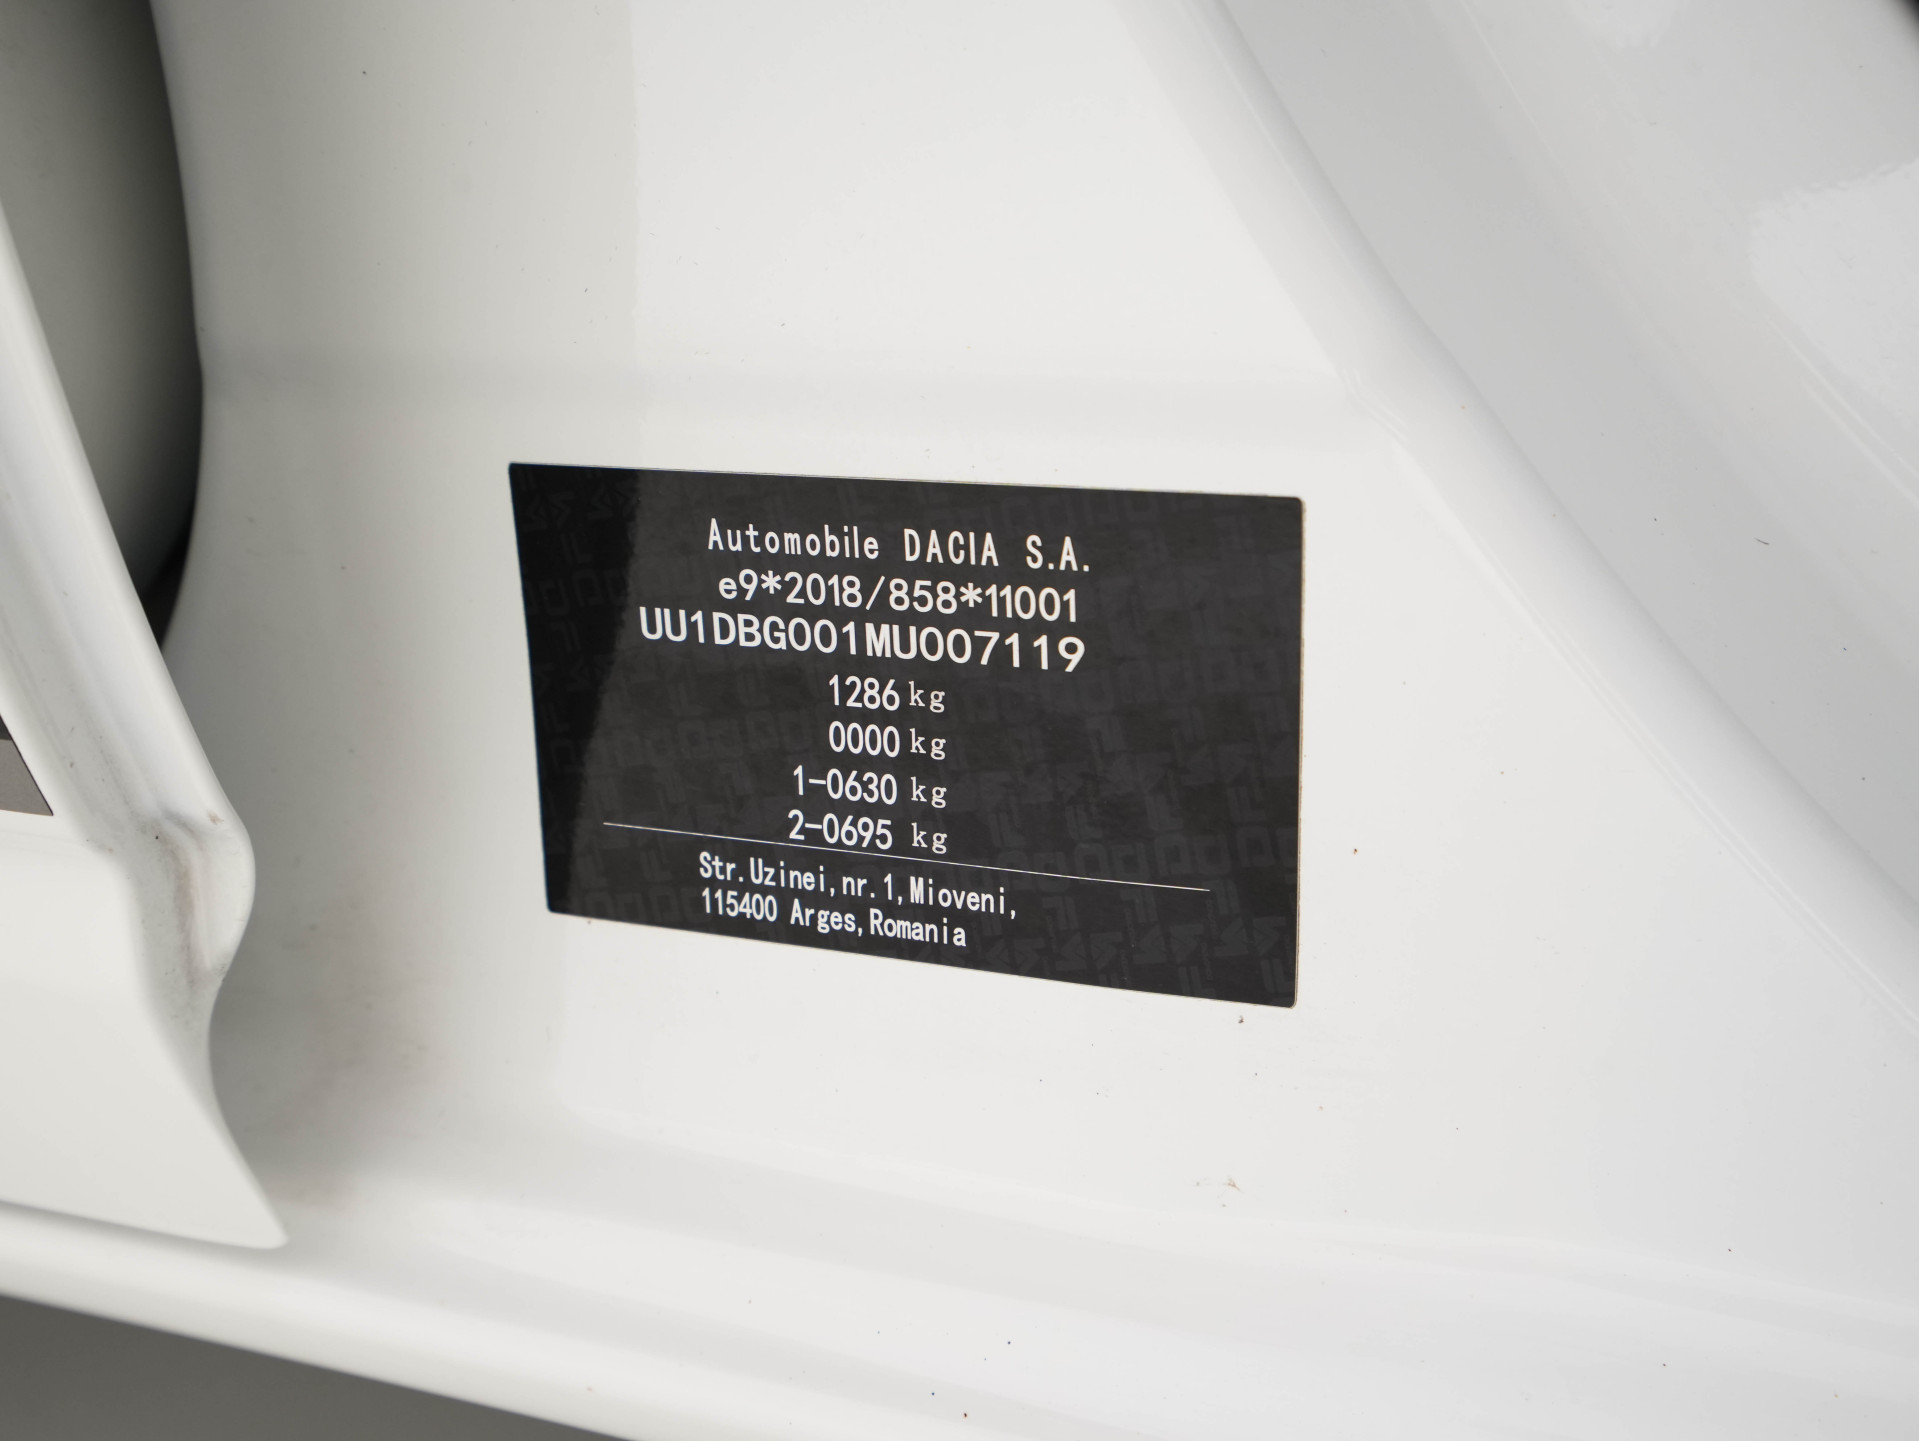 Automobile DACIA S.A.
e9*2018/858*11001
UU1DBG001MU007119
1286 kg
0000 kg
1-0630 kg
2-0695 kg
Str.Uzinei,nr.1,Mioveni,
115400 Arges,Romania